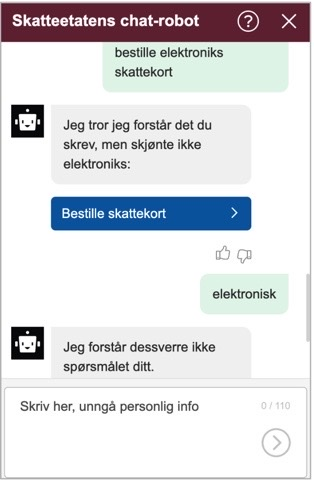 Skatteetatens chat-robot
?
bestille elektroniks
skattekort
Jeg tror jeg forstår det du
skrev, men skjønte ikke
elektroniks:
Bestille skattekort
elektronisk
Jeg forstår dessverre ikke
spørsmålet ditt.
Skriv her, unngå personlig info
0 / 110